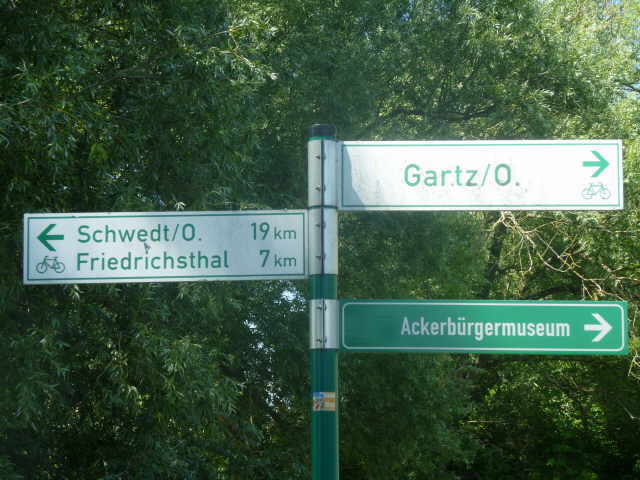 Gartz/O.
Schwedt/O. 19 km
Friedrichsthal 7 km
Ackerbürgermuseum